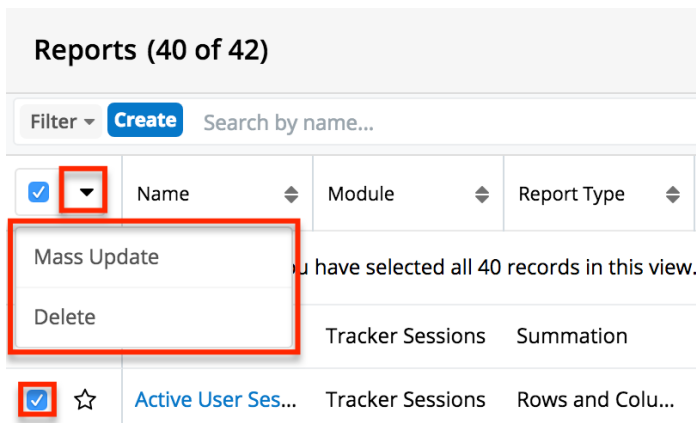 Reports (40 of 42)
Filter Create Search by name...
Name Module Report Type
Mass Update
have selected all 40 records in this view.
Delete
Tracker Sessions Summation
Active User Ses... Tracker Sessions Rows and Colu...